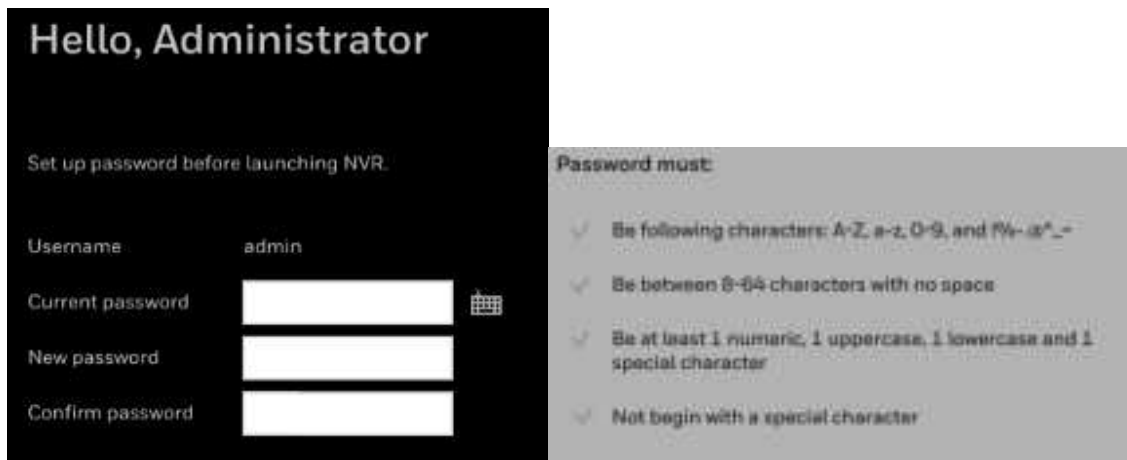 Hello, Administrator
Set up password before launching NVR.
Username admin
Current password
New password
Confirm password
Password must:
Be following characters: A-Z, a-z, 0-9, and
Be between 8-64 characters with no space
Be at least 1 numeric, 1 uppercase, 1 lowercase and 1
special character
Not begin with a special character